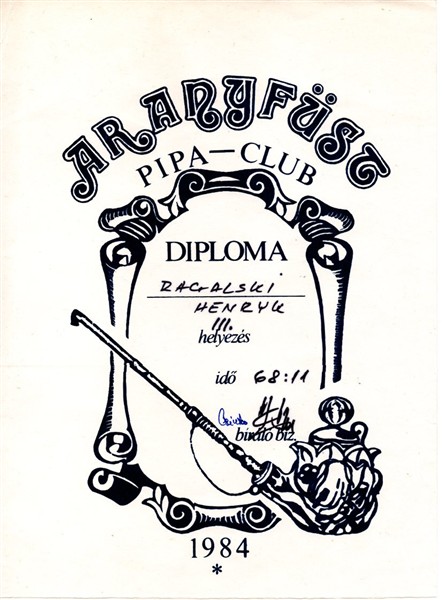 ARANYFÜST
PIPA—CLUB
DIPLOMA
RAGALSKI
HENRYK
III.
helyezés
idő 68:11
bíráló biz.
1984
*